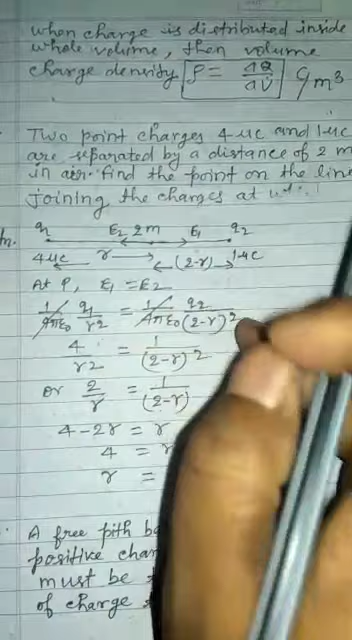 when charge is distributed inside
whole volume, then volume
charge density ρ = ΔQ/ΔV C/m³
Two point charges 4μc and 1μc
are separated by a distance of 2 m
in air. find the point on the line
joining the charges at
q₁ E₂ 2m E₁ q₂
4μc r (2-r) 1μc
At P, E₁ = E₂
1/4πε₀ q₁/r² = 1/4πε₀ q₂/(2-r)²
4/r² = 1/(2-r)²
or 2/r = 1/(2-r)
4-2r = r
4 =
r =
A free pith
positive
must be
of charge